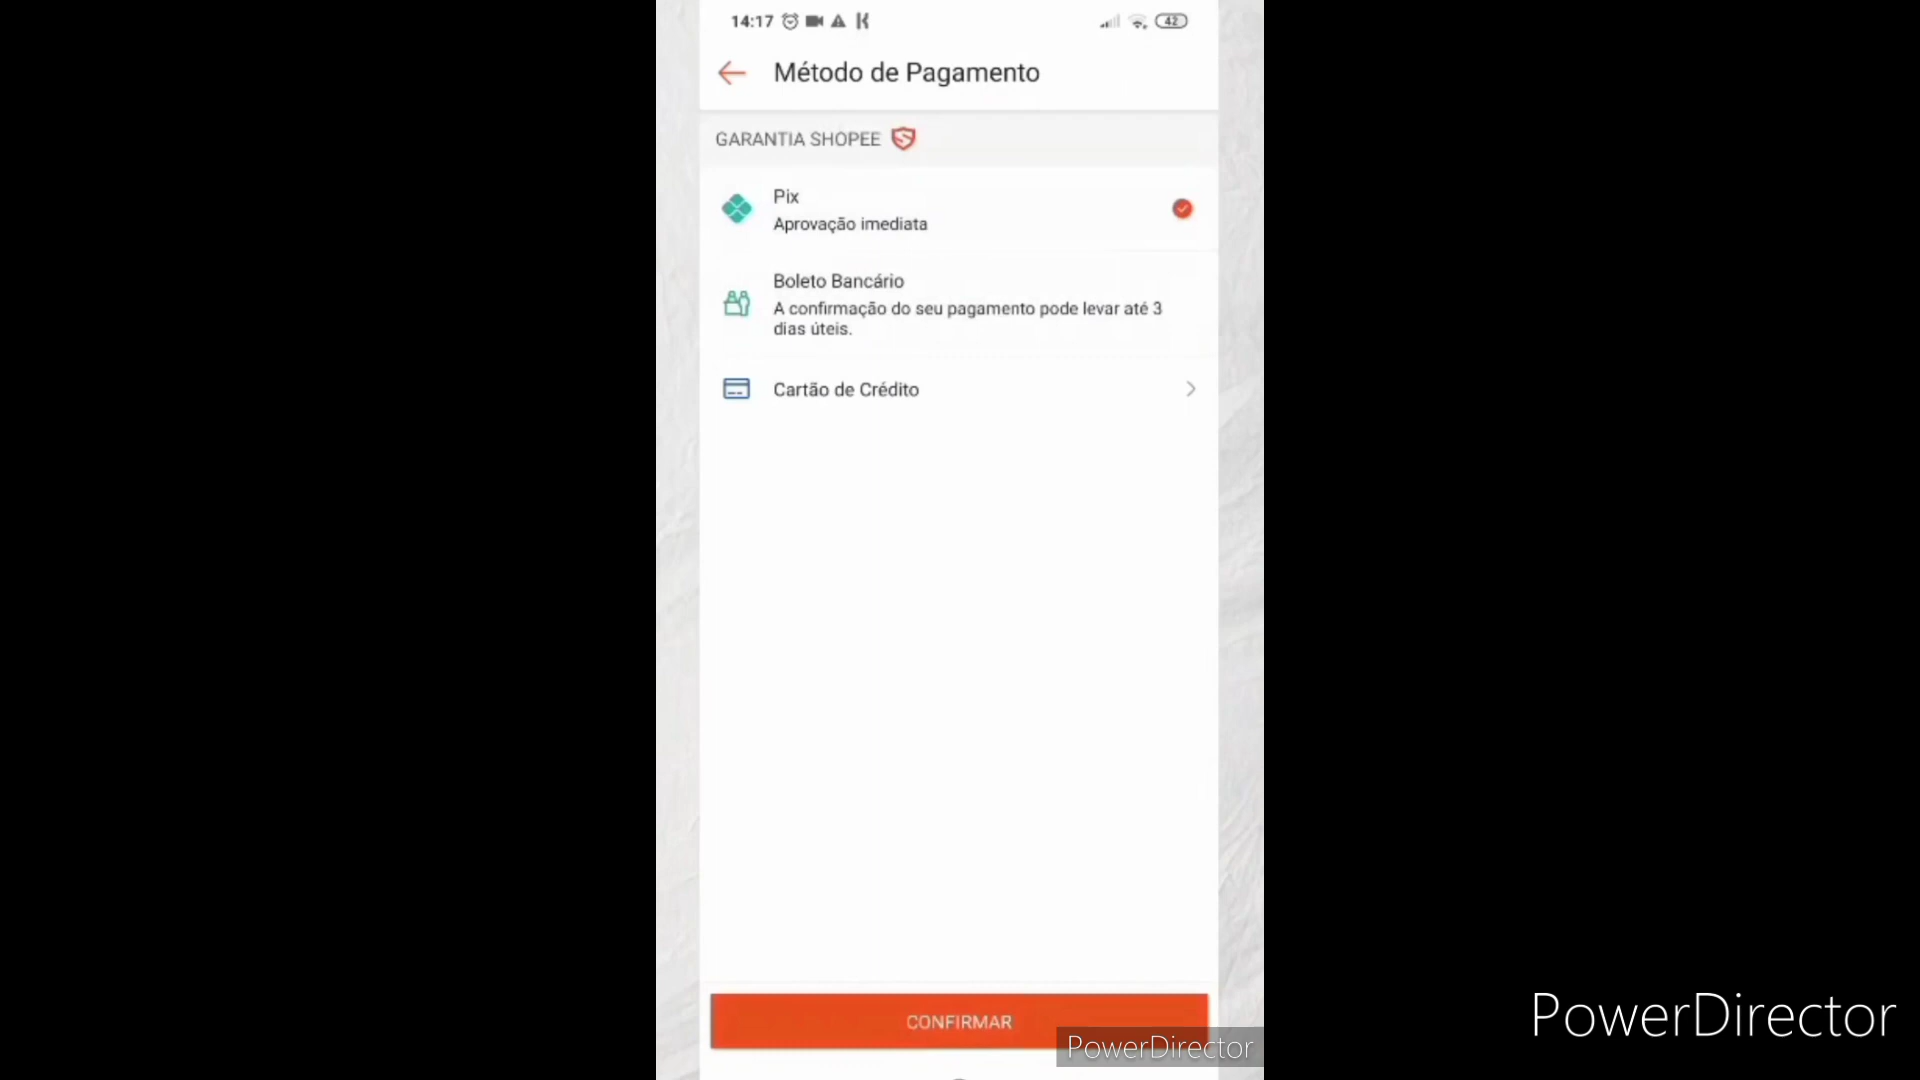 14:17
42
Método de Pagamento
GARANTIA SHOPEE
Pix
Aprovação imediata
Boleto Bancário
A confirmação do seu pagamento pode levar até 3
dias úteis.
Cartão de Crédito
CONFIRMAR
PowerDirector
PowerDirector